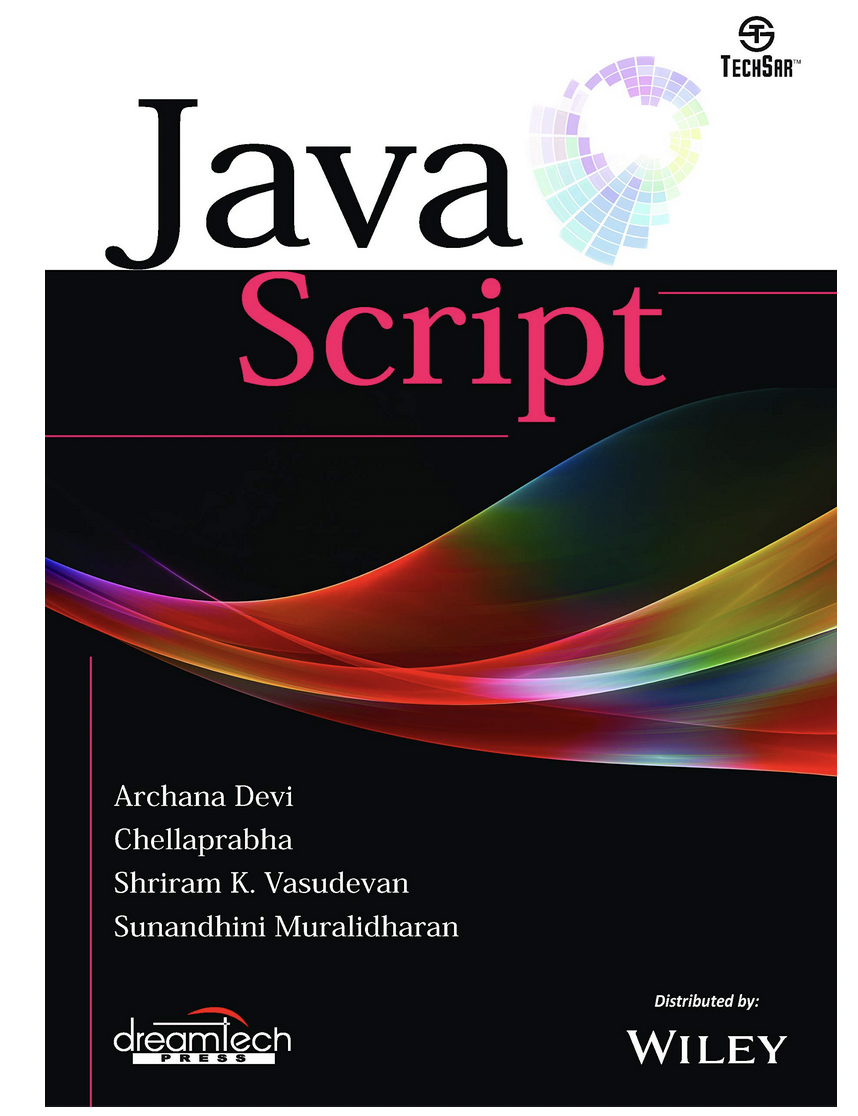 TECHSAR™
Java
Script
Archana Devi
Chellaprabha
Shriram K. Vasudevan
Sunandhini Muralidharan
dreamtech
PRESS
Distributed by:
WILEY